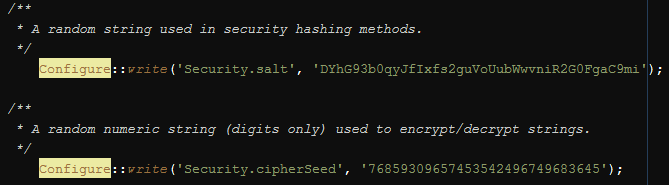 /**
* A random string used in security hashing methods.
*/
Configure::write('Security.salt', 'DYhG93b0qyJfIxfs2guVoUubWwvniR2G0FgaC9mi');
/**
* A random numeric string (digits only) used to encrypt/decrypt strings.
*/
Configure::write('Security.cipherSeed', '76859309657453542496749683645');